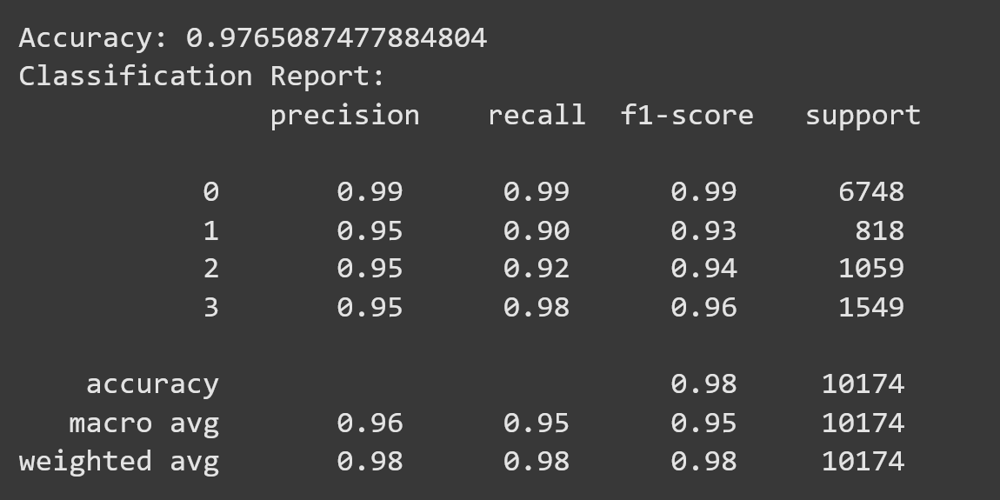 Accuracy: 0.9765087477884804
Classification Report:
precision recall f1-score support
0 0.99 0.99 0.99 6748
1 0.95 0.90 0.93 818
2 0.95 0.92 0.94 1059
3 0.95 0.98 0.96 1549
accuracy 0.98 10174
macro avg 0.96 0.95 0.95 10174
weighted avg 0.98 0.98 0.98 10174